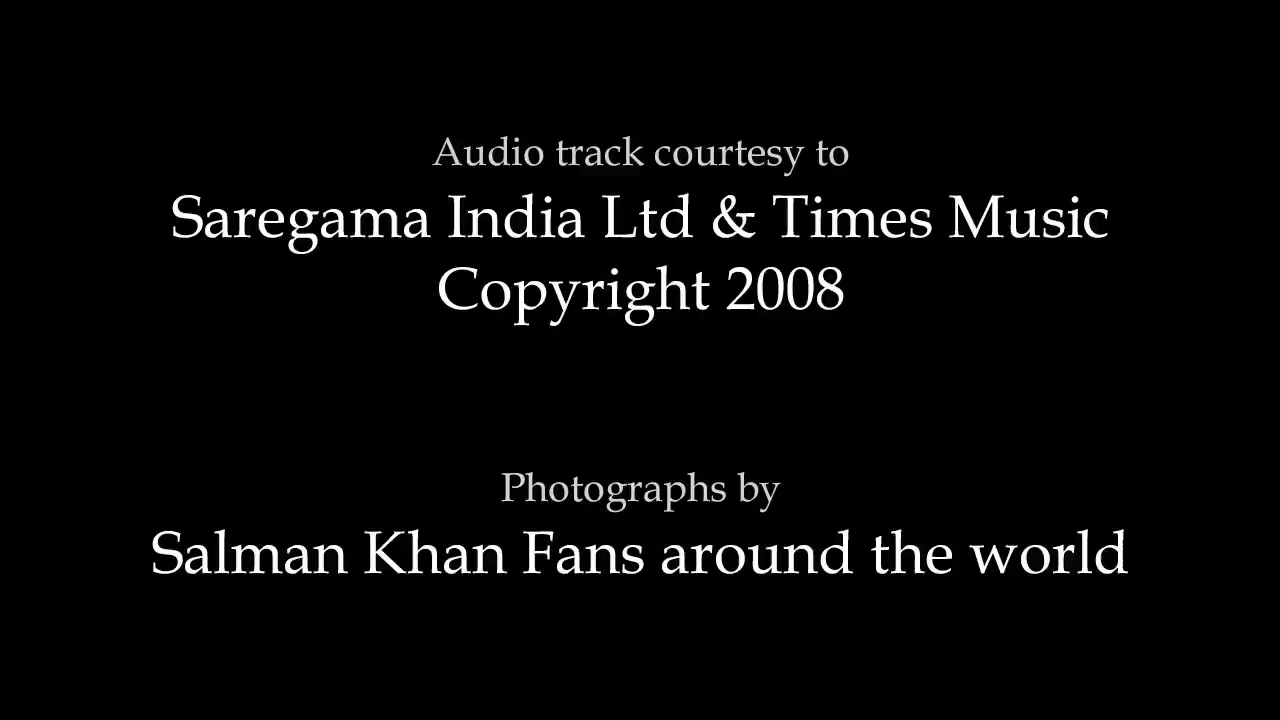 Audio track courtesy to
Saregama India Ltd & Times Music
Copyright 2008
Photographs by
Salman Khan Fans around the world